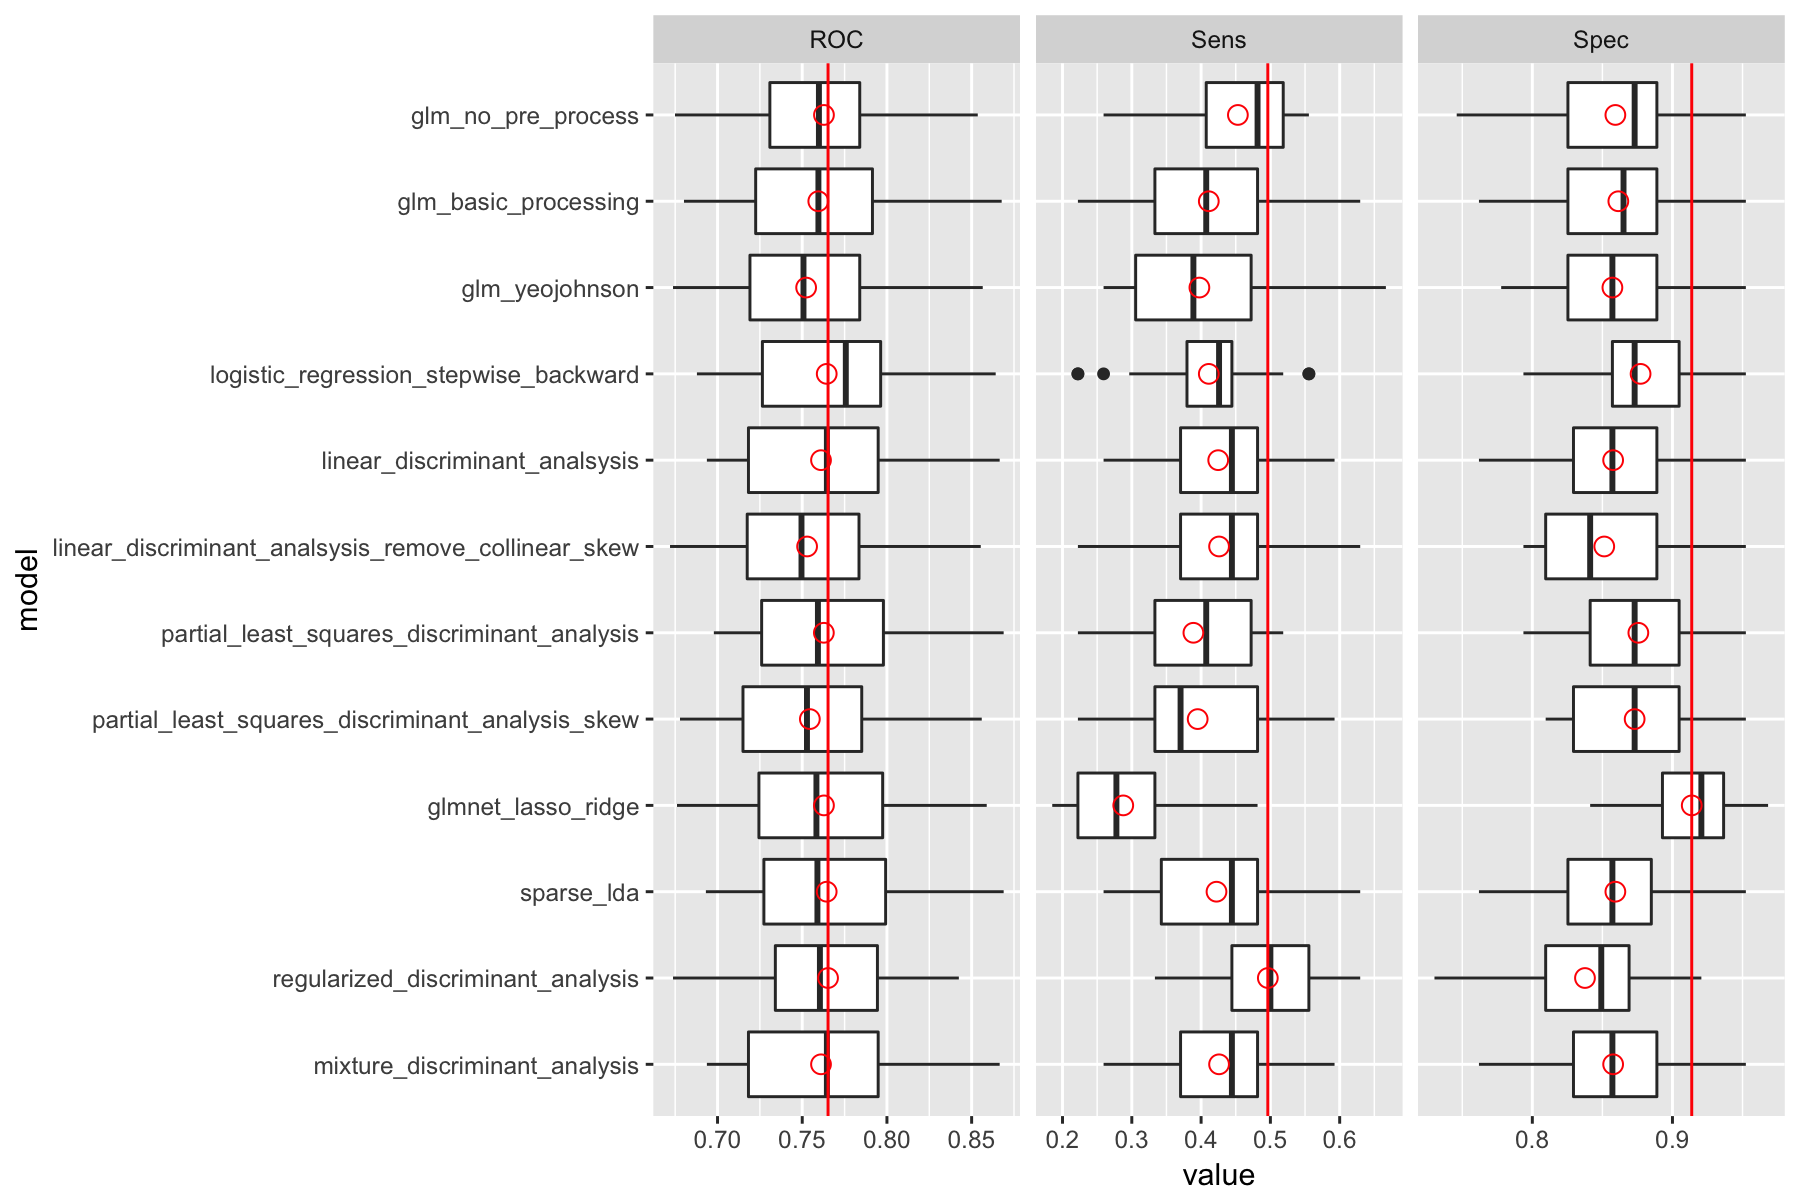 ROC Sens Spec
glm_no_pre_process
glm_basic_processing
glm_yeojohnson
logistic_regression_stepwise_backward
linear_discriminant_analsysis
linear_discriminant_analsysis_remove_collinear_skew
partial_least_squares_discriminant_analysis
partial_least_squares_discriminant_analysis_skew
glmnet_lasso_ridge
sparse_lda
regularized_discriminant_analysis
mixture_discriminant_analysis
model
0.70 0.75 0.80 0.85 0.2 0.3 0.4 0.5 0.6 0.8 0.9
value